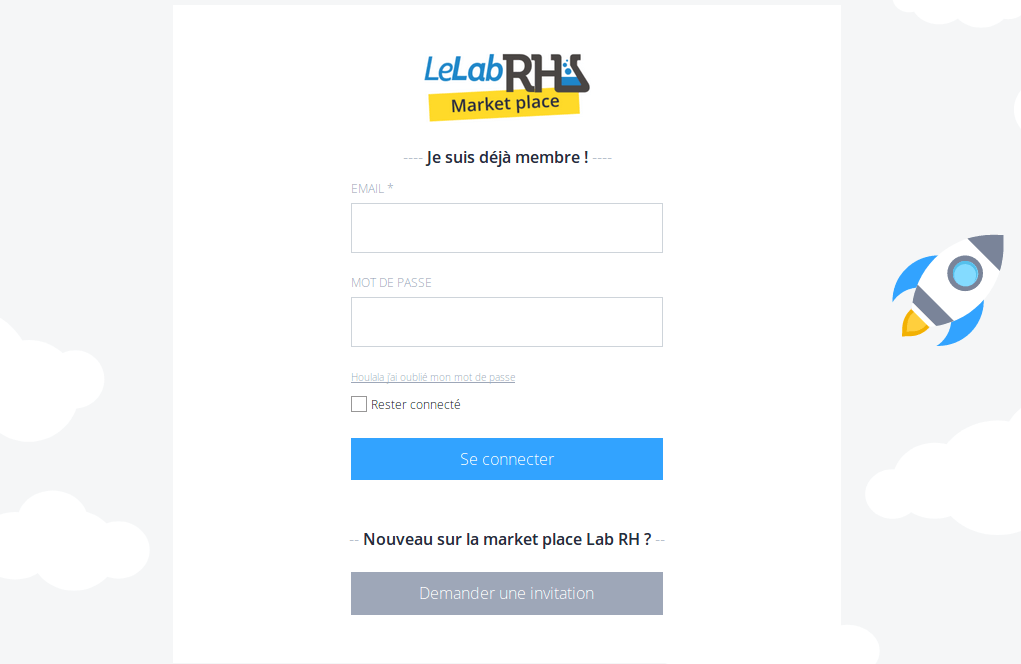 LeLabRH
Market place
---- Je suis déjà membre ! ----
EMAIL *
MOT DE PASSE
Houlala j'ai oublié mon mot de passe
Rester connecté
Se connecter
-- Nouveau sur la market place Lab RH ? --
Demander une invitation